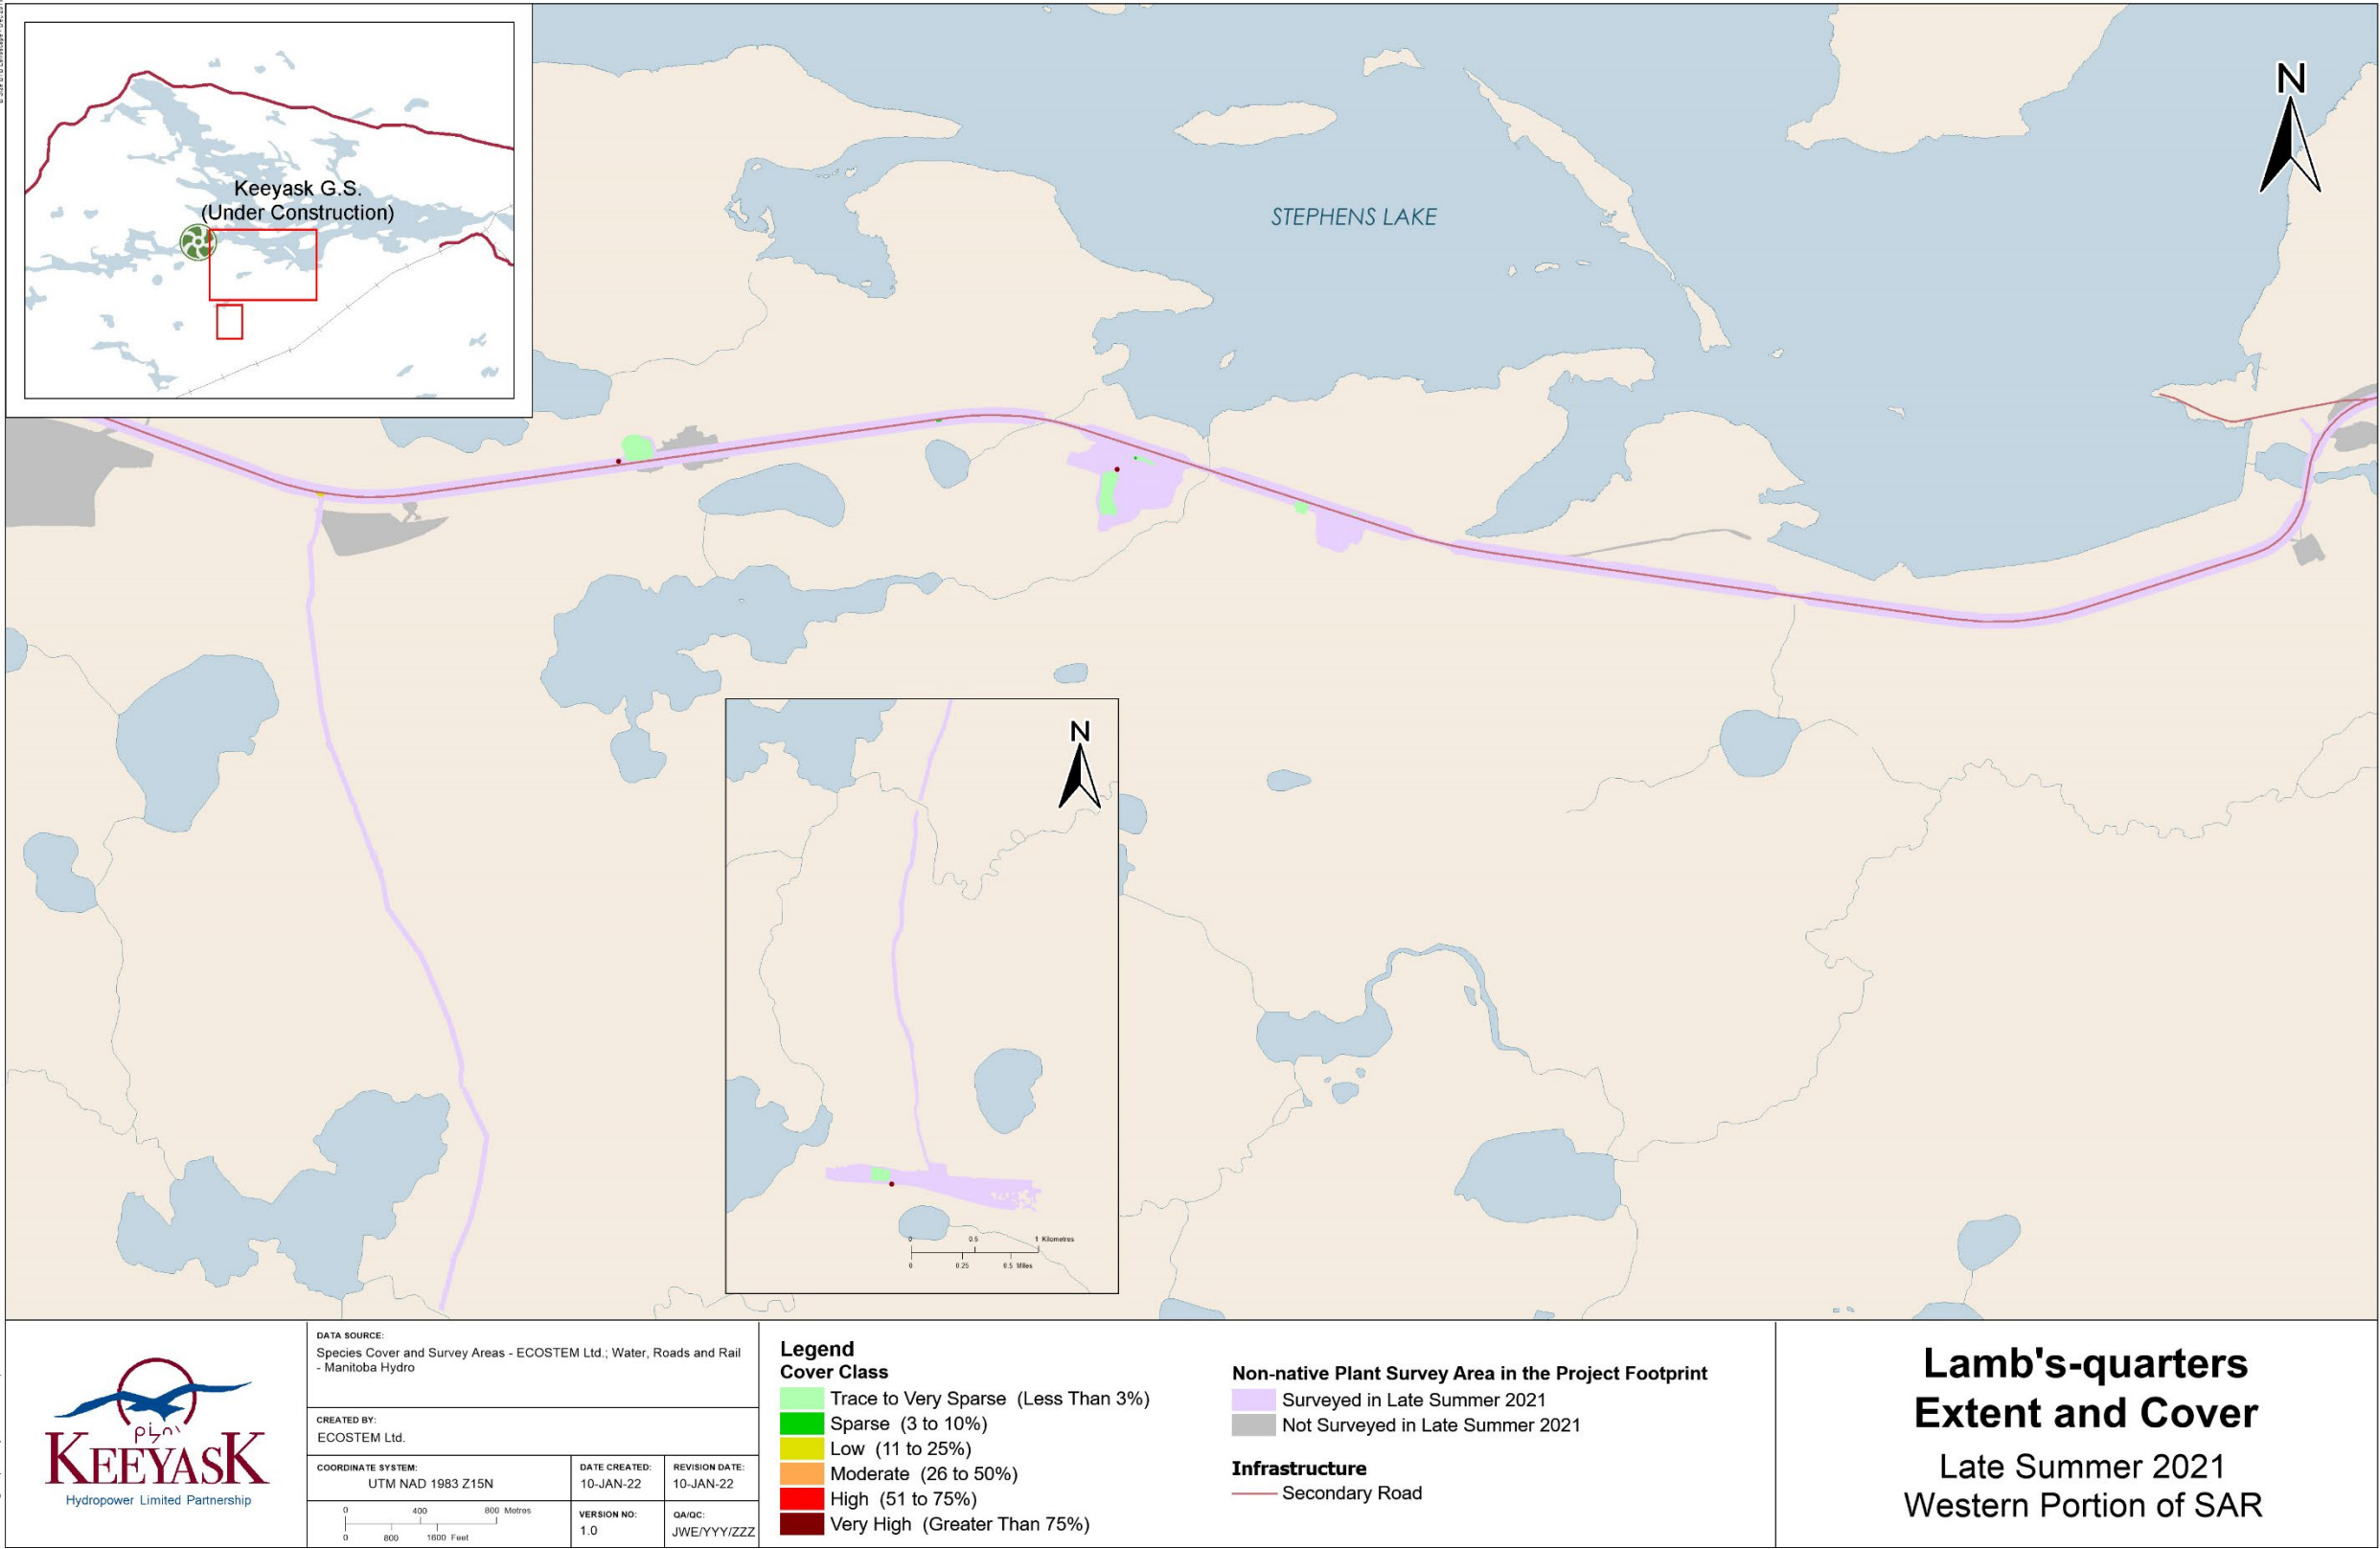 Keeyask G.S.
(Under Construction)
N
STEPHENS LAKE
N
0 0.5 1 Kilometres
0 0.25 0.5 Miles
KEEYASK
Hydropower Limited Partnership
DATA SOURCE:
Species Cover and Survey Areas - ECOSTEM Ltd.; Water, Roads and Rail
- Manitoba Hydro
CREATED BY:
ECOSTEM Ltd.
COORDINATE SYSTEM:
UTM NAD 1983 Z15N
DATE CREATED:
10-JAN-22
REVISION DATE:
10-JAN-22
0 400 800 Metres
0 800 1600 Feet
VERSION NO:
1.0
QA/QC:
JWE/YYY/ZZZ
Legend
Cover Class
Trace to Very Sparse (Less Than 3%)
Sparse (3 to 10%)
Low (11 to 25%)
Moderate (26 to 50%)
High (51 to 75%)
Very High (Greater Than 75%)
Non-native Plant Survey Area in the Project Footprint
Surveyed in Late Summer 2021
Not Surveyed in Late Summer 2021
Infrastructure
Secondary Road
Lamb's-quarters
Extent and Cover
Late Summer 2021
Western Portion of SAR